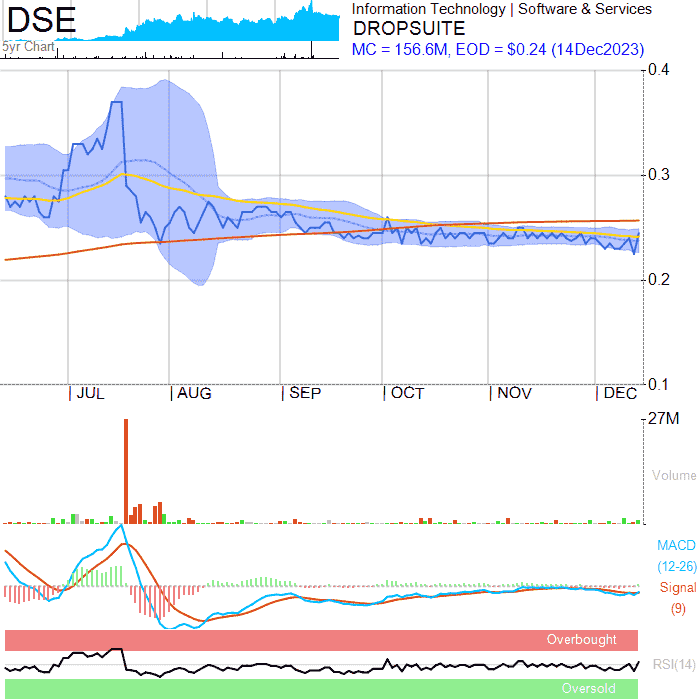 DSE
5yr Chart
Information Technology | Software & Services
DROPSUITE
MC = 156.6M, EOD = $0.24 (14Dec2023)
0.4
0.3
0.2
0.1
JUL AUG SEP OCT NOV DEC
27M
Volume
MACD
(12-26)
Signal
(9)
Overbought
RSI(14)
Oversold